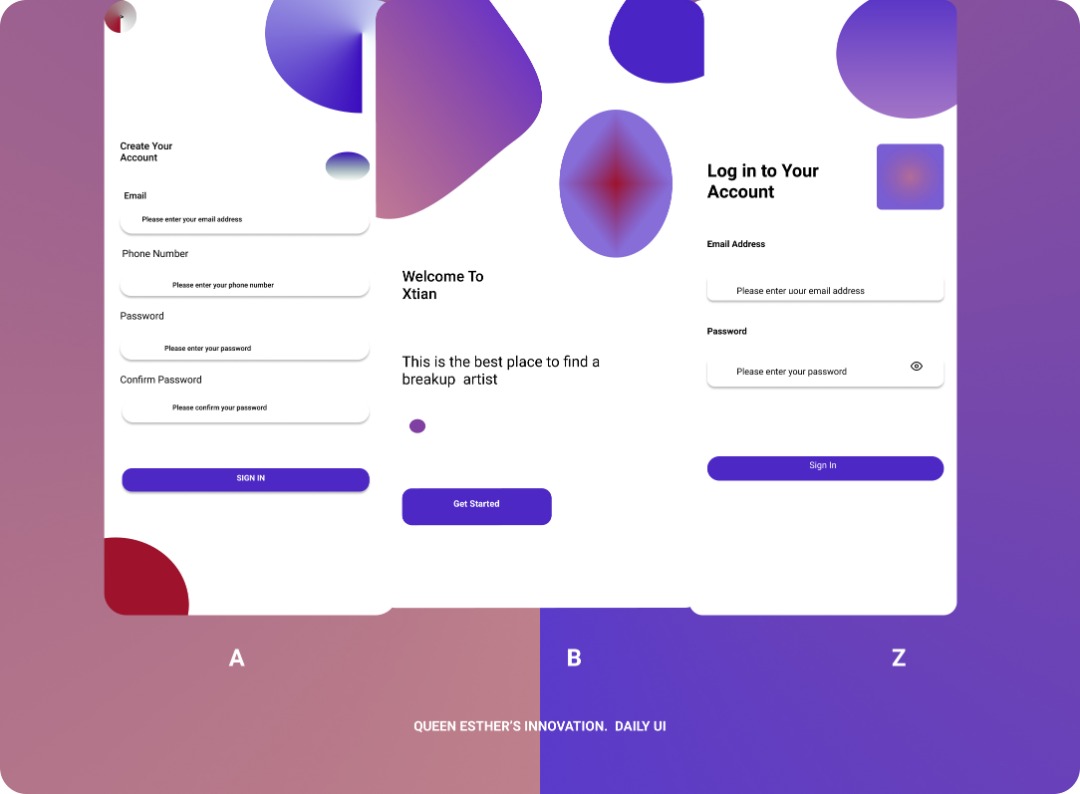 Create Your
Account
Email
Please enter your email address
Phone Number
Please enter your phone number
Password
Please enter your password
Confirm Password
Please confirm your password
SIGN IN
Welcome To
Xtian
This is the best place to find a
breakup  artist
Get Started
Log in to Your
Account
Email Address
Please enter uour email address
Password
Please enter your password
Sign In
A
B
Z
QUEEN ESTHER'S INNOVATION.  DAILY UI